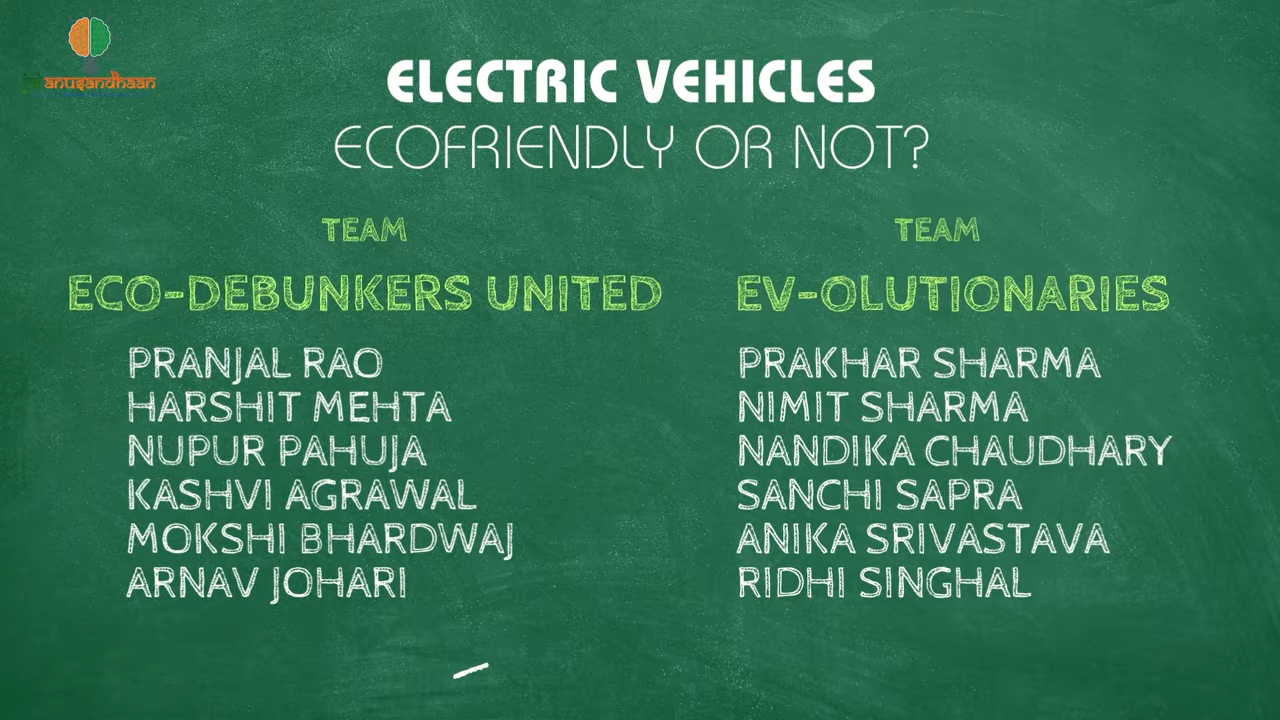 anusandhaan
ELECTRIC VEHICLES
ECOFRIENDLY OR NOT?
TEAM
ECO-DEBUNKERS UNITED
PRANJAL RAO
HARSHIT MEHTA
NUPUR PAHUJA
KASHVI AGRAWAL
MOKSHI BHARDWAJ
ARNAV JOHARI
TEAM
EV-OLUTIONARIES
PRAKHAR SHARMA
NIMIT SHARMA
NANDIKA CHAUDHARY
SANCHI SAPRA
ANIKA SRIVASTAVA
RIDHI SINGHAL